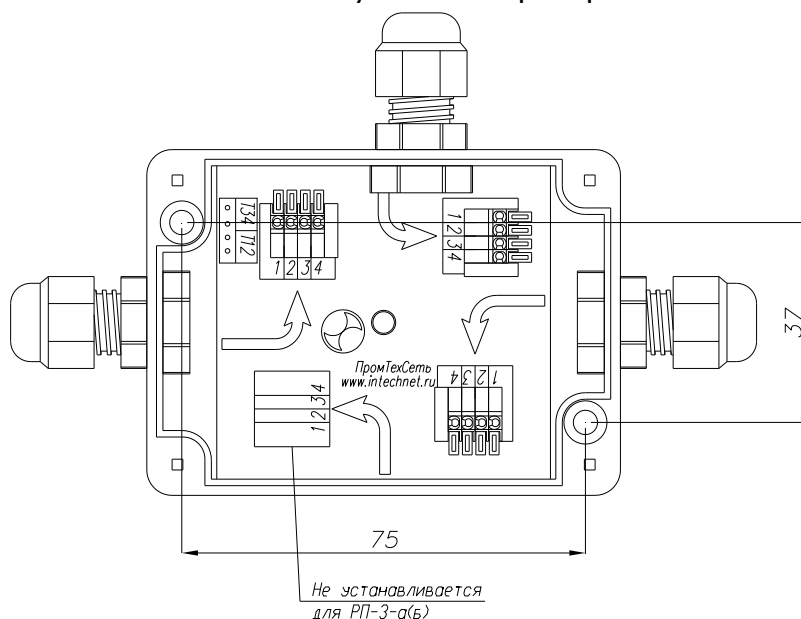 Т34
Т12
1 2 3 4
1
2
3
4
37
ПромТехСеть
www.intechnet.ru
1 2 3 4
1 2 3 4
75
Не устанавливается
для РП-3-а(б)